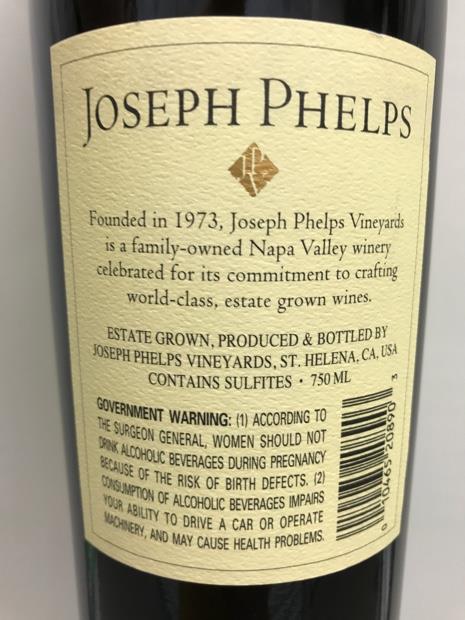 JOSEPH PHELPS
Founded in 1973, Joseph Phelps Vineyards
is a family-owned Napa Valley winery
celebrated for its commitment to crafting
world-class, estate grown wines.
ESTATE GROWN, PRODUCED & BOTTLED BY
JOSEPH PHELPS VINEYARDS, ST. HELENA, CA, USA
CONTAINS SULFITES • 750 ML
GOVERNMENT WARNING: (1) ACCORDING TO
THE SURGEON GENERAL, WOMEN SHOULD NOT
DRINK ALCOHOLIC BEVERAGES DURING PREGNANCY
BECAUSE OF THE RISK OF BIRTH DEFECTS. (2)
CONSUMPTION OF ALCOHOLIC BEVERAGES IMPAIRS
YOUR ABILITY TO DRIVE A CAR OR OPERATE
MACHINERY, AND MAY CAUSE HEALTH PROBLEMS.
0 10465 20890 3